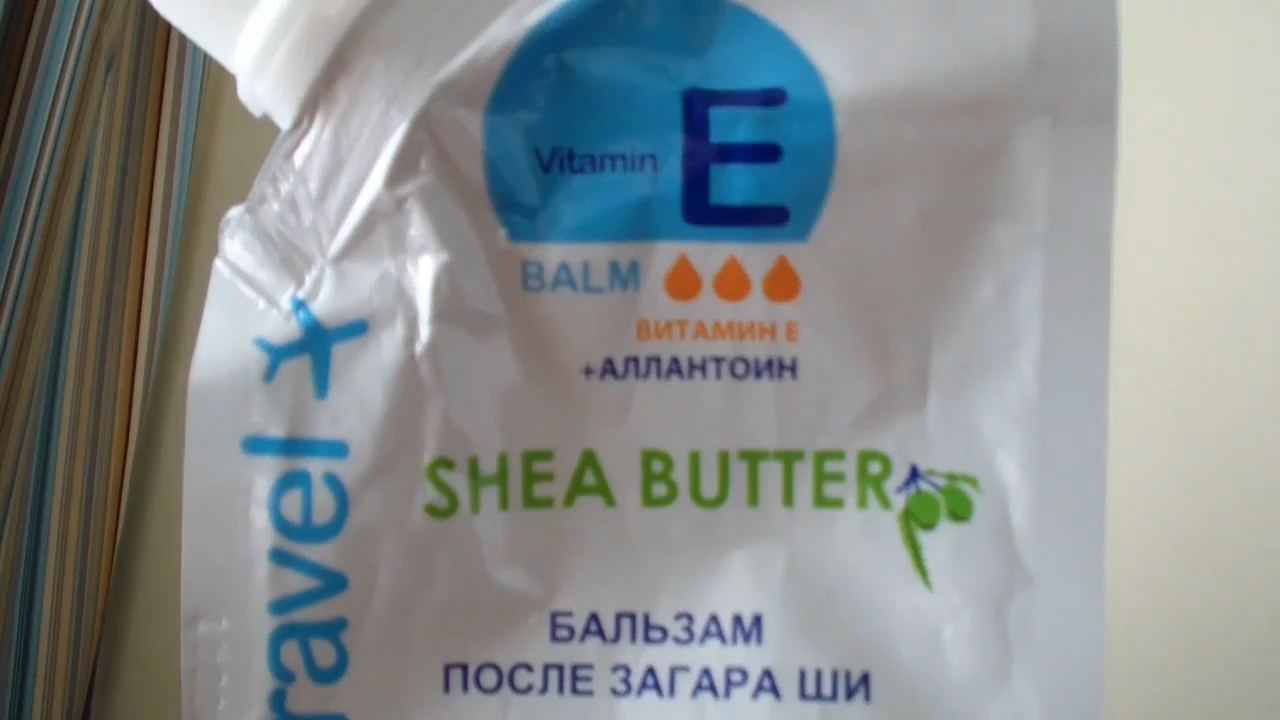 Vitamin E
BALM
ВИТАМИН Е
+АЛЛАНТОИН
SHEA BUTTER
БАЛЬЗАМ
ПОСЛЕ ЗАГАРА ШИ
ravel